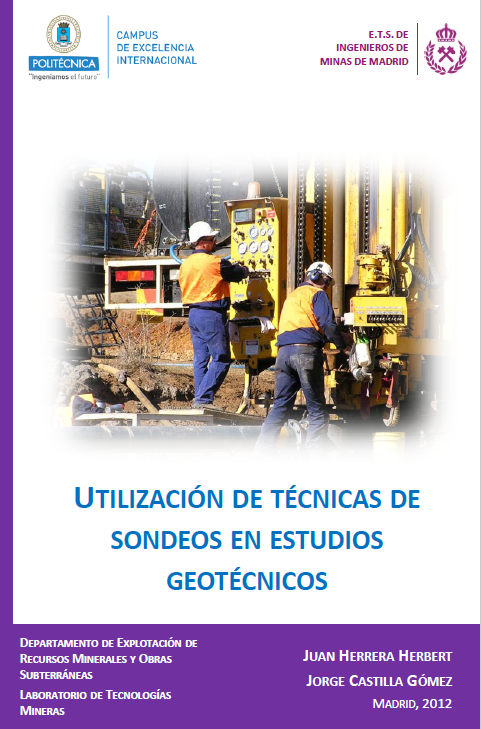 POLITÉCNICA
"Ingeniamos el futuro"
CAMPUS
DE EXCELENCIA
INTERNACIONAL
E.T.S. DE
INGENIEROS DE
MINAS DE MADRID
UTILIZACIÓN DE TÉCNICAS DE
SONDEOS EN ESTUDIOS
GEOTÉCNICOS
DEPARTAMENTO DE EXPLOTACIÓN DE
RECURSOS MINERALES Y OBRAS
SUBTERRÁNEAS
LABORATORIO DE TECNOLOGÍAS
MINERAS
JUAN HERRERA HERBERT
JORGE CASTILLA GÓMEZ
MADRID, 2012